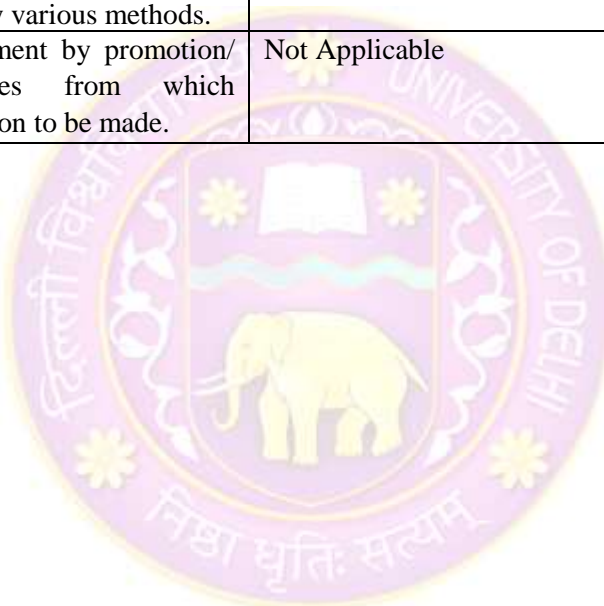 various methods.
ment by promotion/ Not Applicable
es from which
on to be made.
दिल्ली विश्वविद्यालय
UNIVERSITY OF DELHI
निष्ठा धृतिः सत्यम्